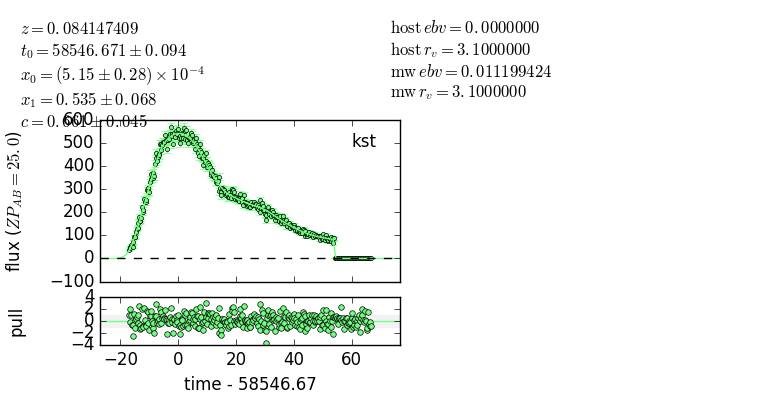 z = 0.084147409
t₀ = 58546.671 ± 0.094
x₀ = (5.15 ± 0.28) × 10⁻⁴
x₁ = 0.535 ± 0.068
c = 0.661 ± 0.045
host ebv = 0.0000000
host r_v = 3.1000000
mw ebv = 0.011199424
mw r_v = 3.1000000
kst
flux (ZP_AB = 25.0)
600
500
400
300
200
100
0
−100
pull
4
2
0
−2
−4
−20 0 20 40 60
time - 58546.67